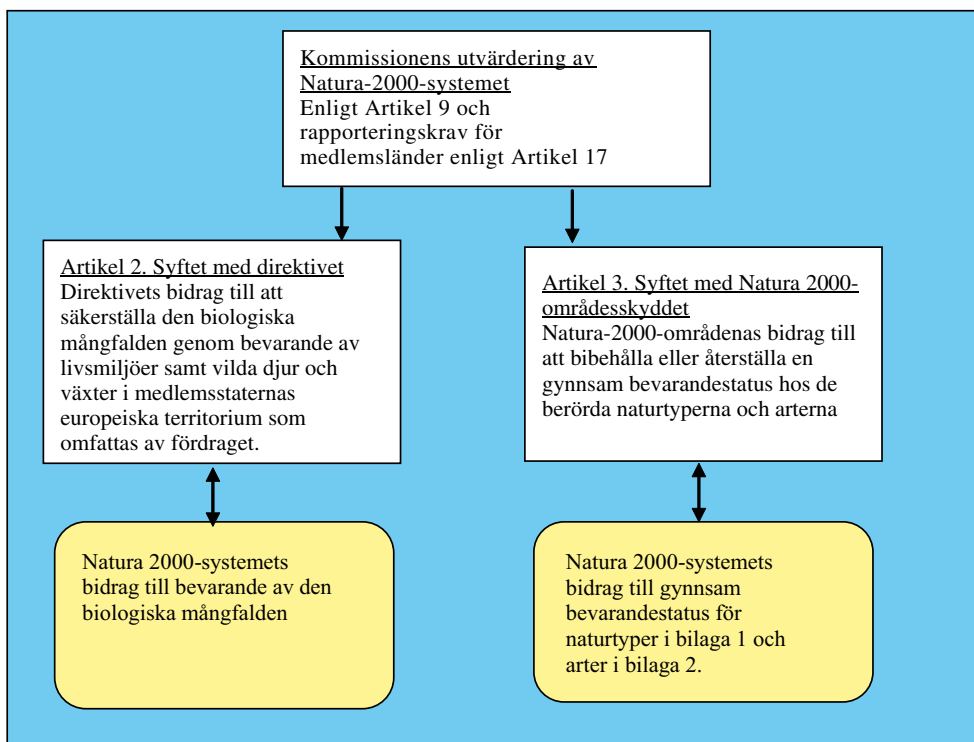 Kommissionens utvärdering av
Natura-2000-systemet
Enligt Artikel 9 och
rapporteringskrav för
medlemsländer enligt Artikel 17
Artikel 2. Syftet med direktivet
Direktivets bidrag till att
säkerställa den biologiska
mångfalden genom bevarande av
livsmiljöer samt vilda djur och
växter i medlemsstaternas
europeiska territorium som
omfattas av fördraget.
Artikel 3. Syftet med Natura 2000-
områdesskyddet
Natura-2000-områdenas bidrag till
att bibehålla eller återställa en
gynnsam bevarandestatus hos de
berörda naturtyperna och arterna
Natura 2000-systemets
bidrag till bevarande av den
biologiska mångfalden
Natura 2000-systemets
bidrag till gynnsam
bevarandestatus för
naturtyper i bilaga 1 och
arter i bilaga 2.